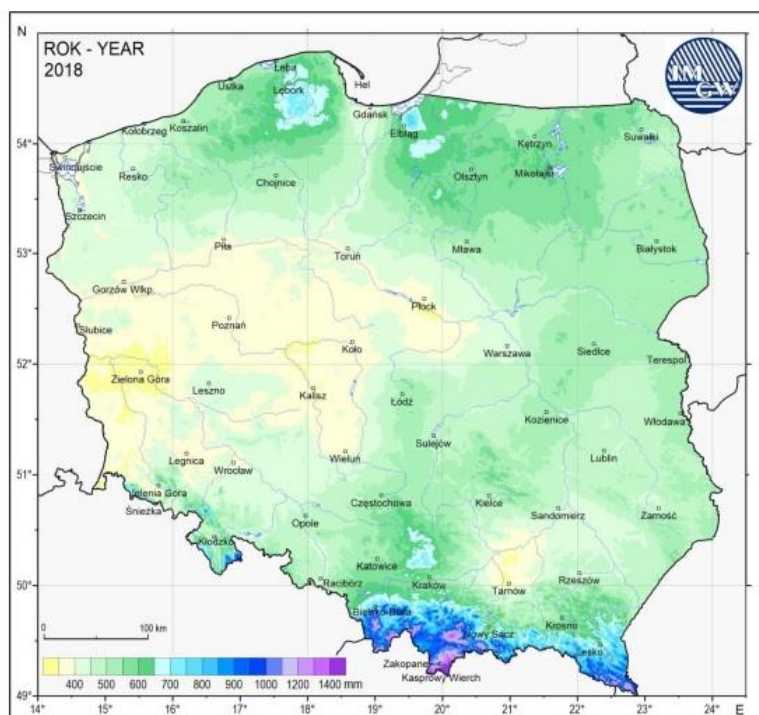 N
ROK - YEAR
2018
IM
GW
Łeba
Ustka
Hel
Lębork
Gdańsk
Koszalin
Kołobrzeg
Elbląg
Suwałki
Kętrzyn
54°
Świnoujście
Resko
Chojnice
Olsztyn
Mikołajki
Szczecin
53°
Piła
Toruń
Mława
Białystok
Gorzów Wlkp.
Płock
Poznań
Słubice
Koło
Warszawa
Siedlce
Terespol
52°
Zielona Góra
Leszno
Kalisz
Łódź
Kozienice
Włodawa
Sulejów
Wieluń
Lublin
51°
Legnica
Wrocław
Jelenia Góra
Śnieżka
Częstochowa
Kielce
Sandomierz
Zamość
Opole
Kłodzko
Katowice
50°
Racibórz
Kraków
Tarnów
Rzeszów
Bielsko-Biała
Nowy Sącz
Krosno
Lesko
0 100 km
Zakopane
Kasprowy Wierch
400 500 600 700 800 900 1000 1200 1400 mm
49°
14° 15° 16° 17° 18° 19° 20° 21° 22° 23° 24° E